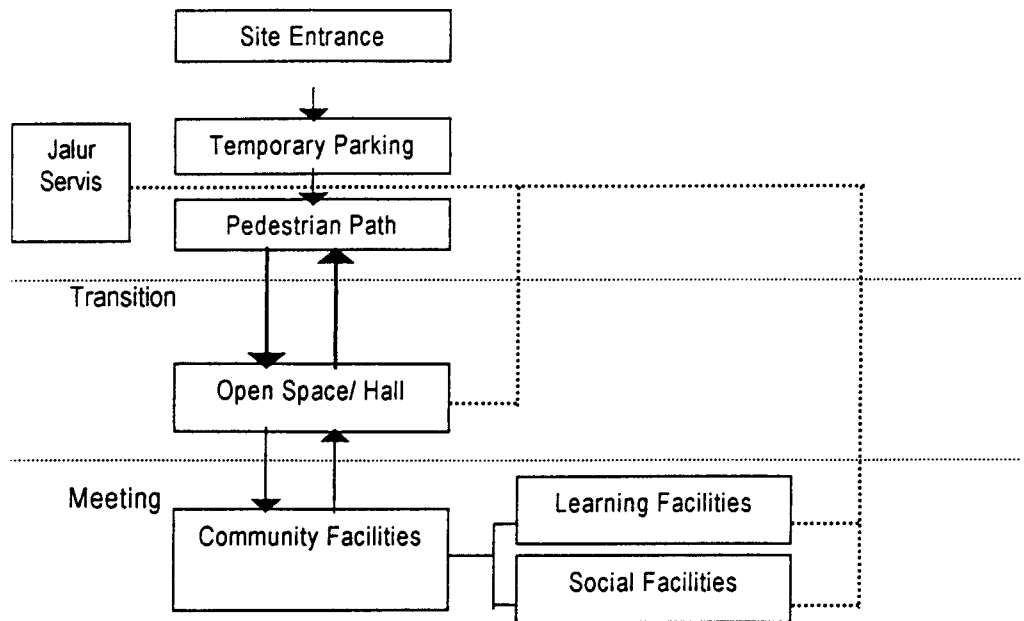 Site Entrance
Temporary Parking
Jalur
Servis
Pedestrian Path
Transition
Open Space/ Hall
Meeting
Community Facilities
Learning Facilities
Social Facilities